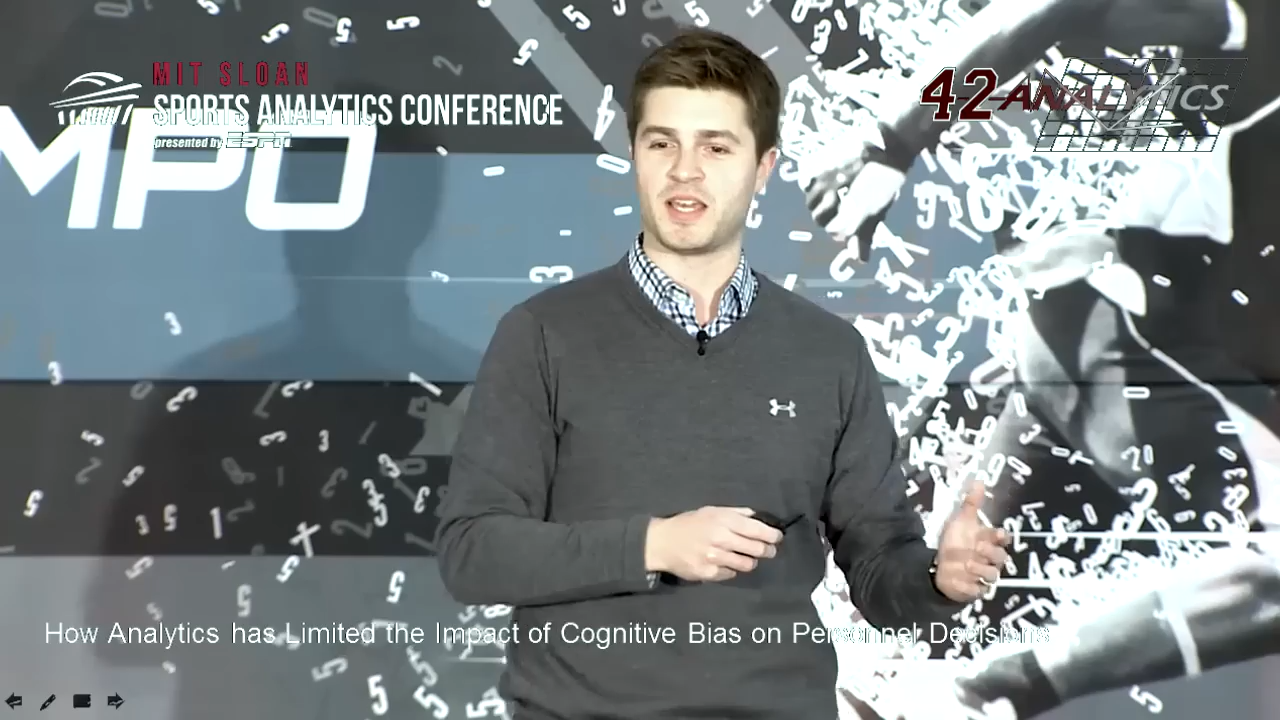 MIT SLOAN
SPORTS ANALYTICS CONFERENCE
presented by ESPN
42 ANALYTICS
MPO
How Analytics has Limited the Impact of Cognitive Bias on Personnel Decisions